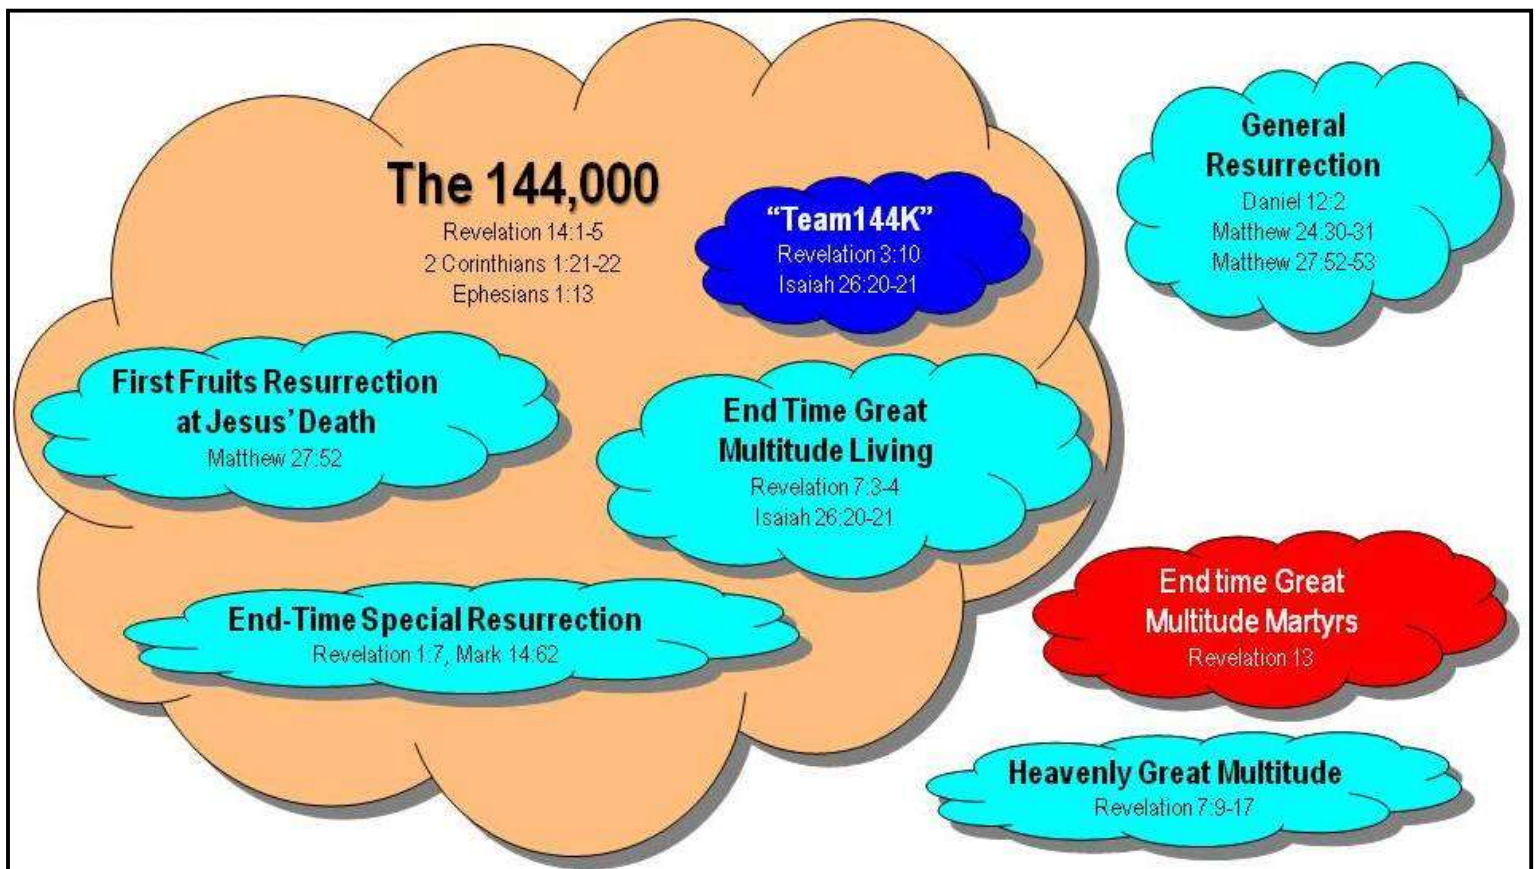 The 144,000
Revelation 14:1-5
2 Corinthians 1:21-22
Ephesians 1:13
“Team144K”
Revelation 3:10
Isaiah 26:20-21
General
Resurrection
Daniel 12:2
Matthew 24:30-31
Matthew 27:52-53
First Fruits Resurrection
at Jesus’ Death
Matthew 27:52
End Time Great
Multitude Living
Revelation 7:3-4
Isaiah 26:20-21
End-Time Special Resurrection
Revelation 1:7, Mark 14:62
End time Great
Multitude Martyrs
Revelation 13
Heavenly Great Multitude
Revelation 7:9-17